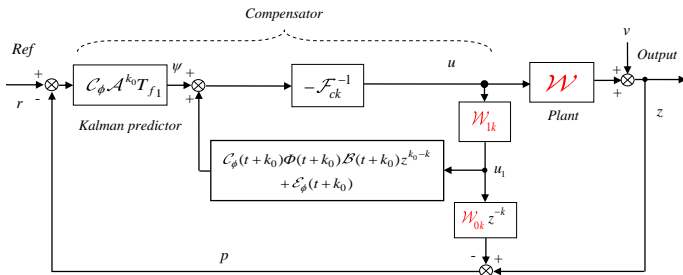 Compensator
Ref
r
+
-
C_ϕ A^{k_0} T_{f_1}
Kalman predictor
ψ
+
+
-F_{ck}^{-1}
u
W
Plant
v
+
+
Output
z
W_{1k}
C_ϕ(t+k_0)Φ(t+k_0)B(t+k_0)z^{k_0-k}
+E_ϕ(t+k_0)
u_1
W_{0k} z^{-k}
p
-
+